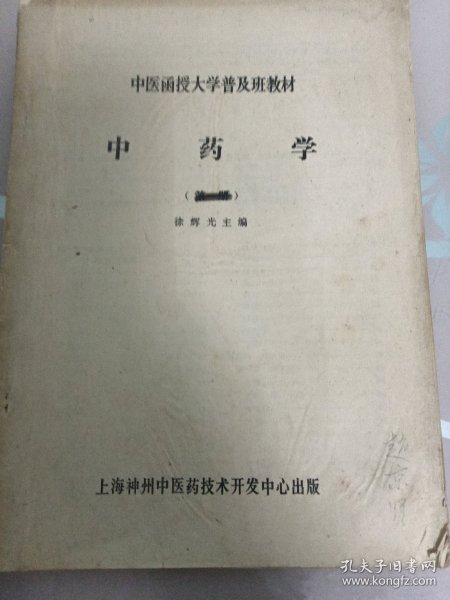 中医函授大学普及班教材
中药学
徐辉光主编
上海神州中医药技术开发中心出版
孔夫子旧书网
www.kongfz.com